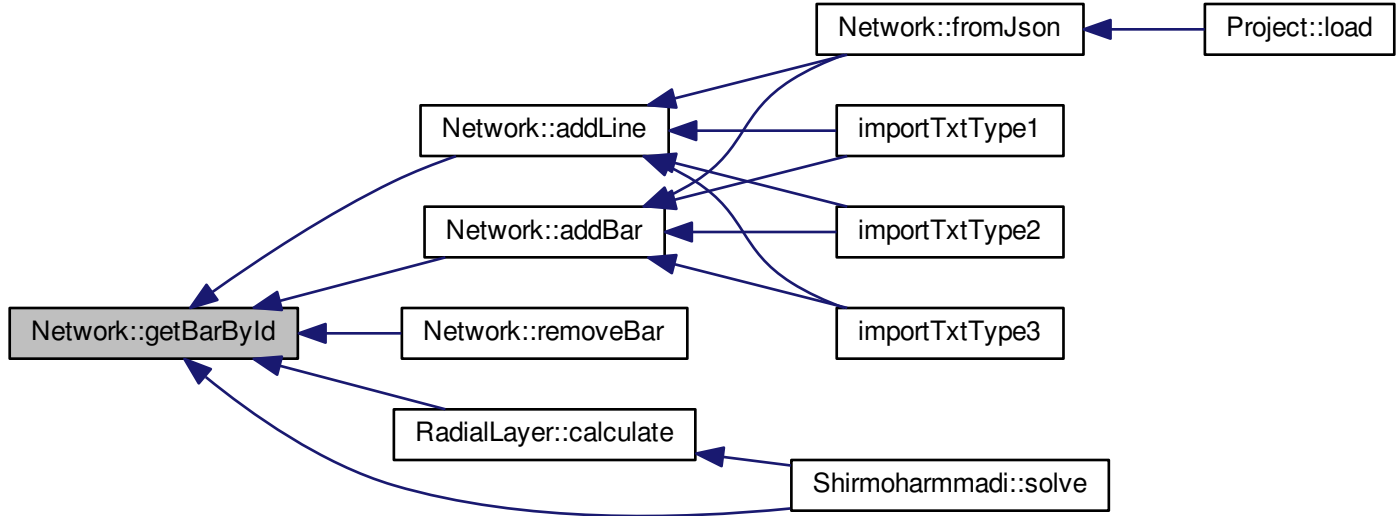 Network::fromJson
Project::load
Network::addLine
importTxtType1
Network::addBar
importTxtType2
Network::getBarById
Network::removeBar
importTxtType3
RadialLayer::calculate
Shirmoharmmadi::solve